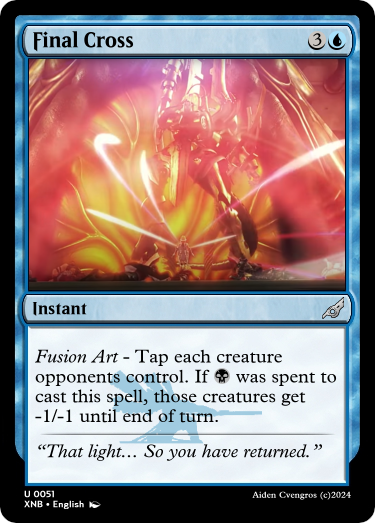 Final Cross 3
Instant
Fusion Art - Tap each creature
opponents control. If was spent to
cast this spell, those creatures get
-1/-1 until end of turn.
“That light... So you have returned.”
U 0051
XNB • English
Aiden Cvengros (c)2024